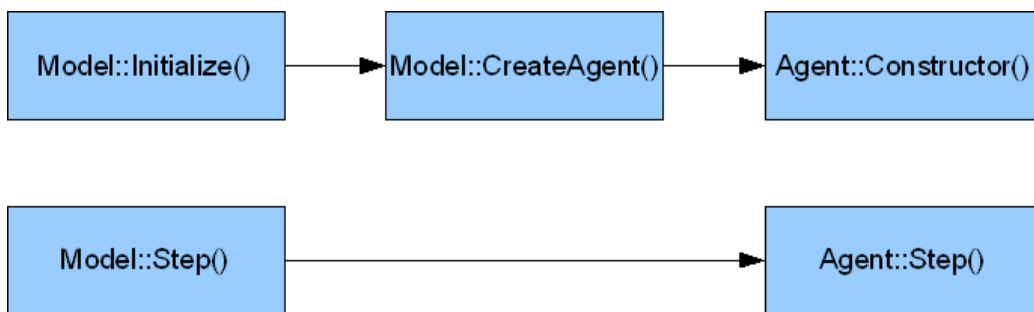 Model::Initialize()
Model::CreateAgent()
Agent::Constructor()
Model::Step()
Agent::Step()